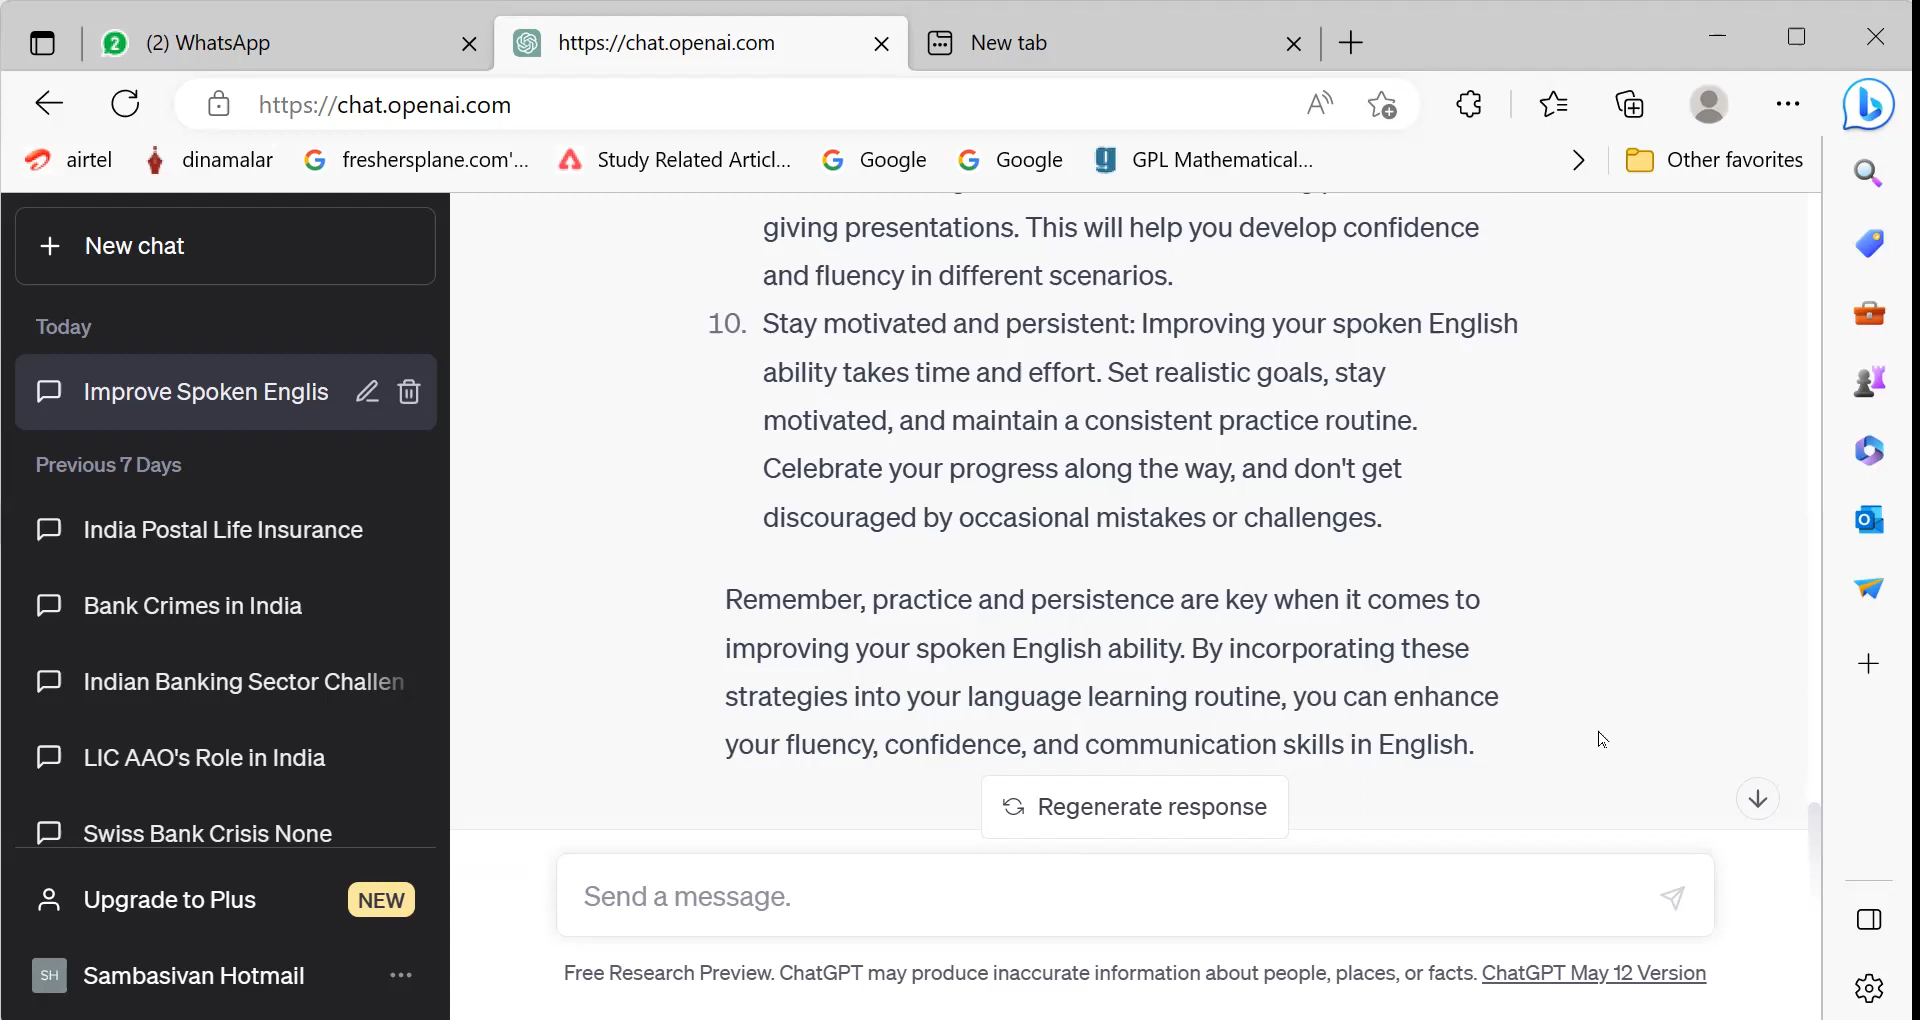 2 (2) WhatsApp
https://chat.openai.com
New tab
https://chat.openai.com
airtel
dinamalar
freshersplane.com'...
Study Related Articl...
Google
Google
GPL Mathematical...
Other favorites
New chat
Today
Improve Spoken Englis
Previous 7 Days
India Postal Life Insurance
Bank Crimes in India
Indian Banking Sector Challen
LIC AAO's Role in India
Swiss Bank Crisis None
Upgrade to Plus NEW
SH Sambasivan Hotmail
giving presentations. This will help you develop confidence
and fluency in different scenarios.
10. Stay motivated and persistent: Improving your spoken English
ability takes time and effort. Set realistic goals, stay
motivated, and maintain a consistent practice routine.
Celebrate your progress along the way, and don't get
discouraged by occasional mistakes or challenges.
Remember, practice and persistence are key when it comes to
improving your spoken English ability. By incorporating these
strategies into your language learning routine, you can enhance
your fluency, confidence, and communication skills in English.
Regenerate response
Send a message.
Free Research Preview. ChatGPT may produce inaccurate information about people, places, or facts. ChatGPT May 12 Version